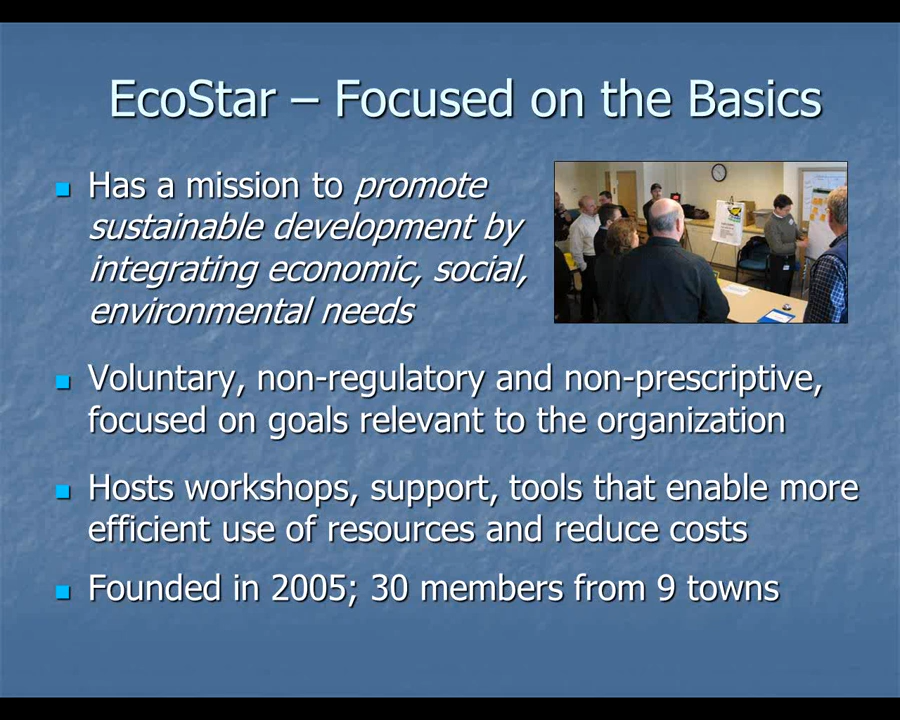 EcoStar – Focused on the Basics
Has a mission to promote
sustainable development by
integrating economic, social,
environmental needs
Voluntary, non-regulatory and non-prescriptive,
focused on goals relevant to the organization
Hosts workshops, support, tools that enable more
efficient use of resources and reduce costs
Founded in 2005; 30 members from 9 towns